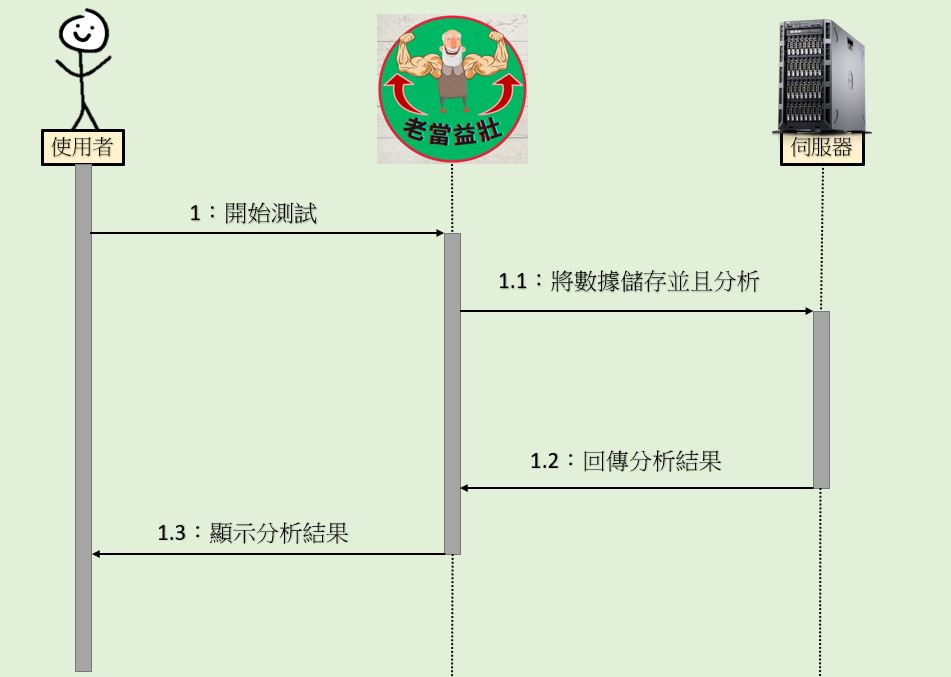 老當益壯
使用者
伺服器
1：開始測試
1.1：將數據儲存並且分析
1.2：回傳分析結果
1.3：顯示分析結果